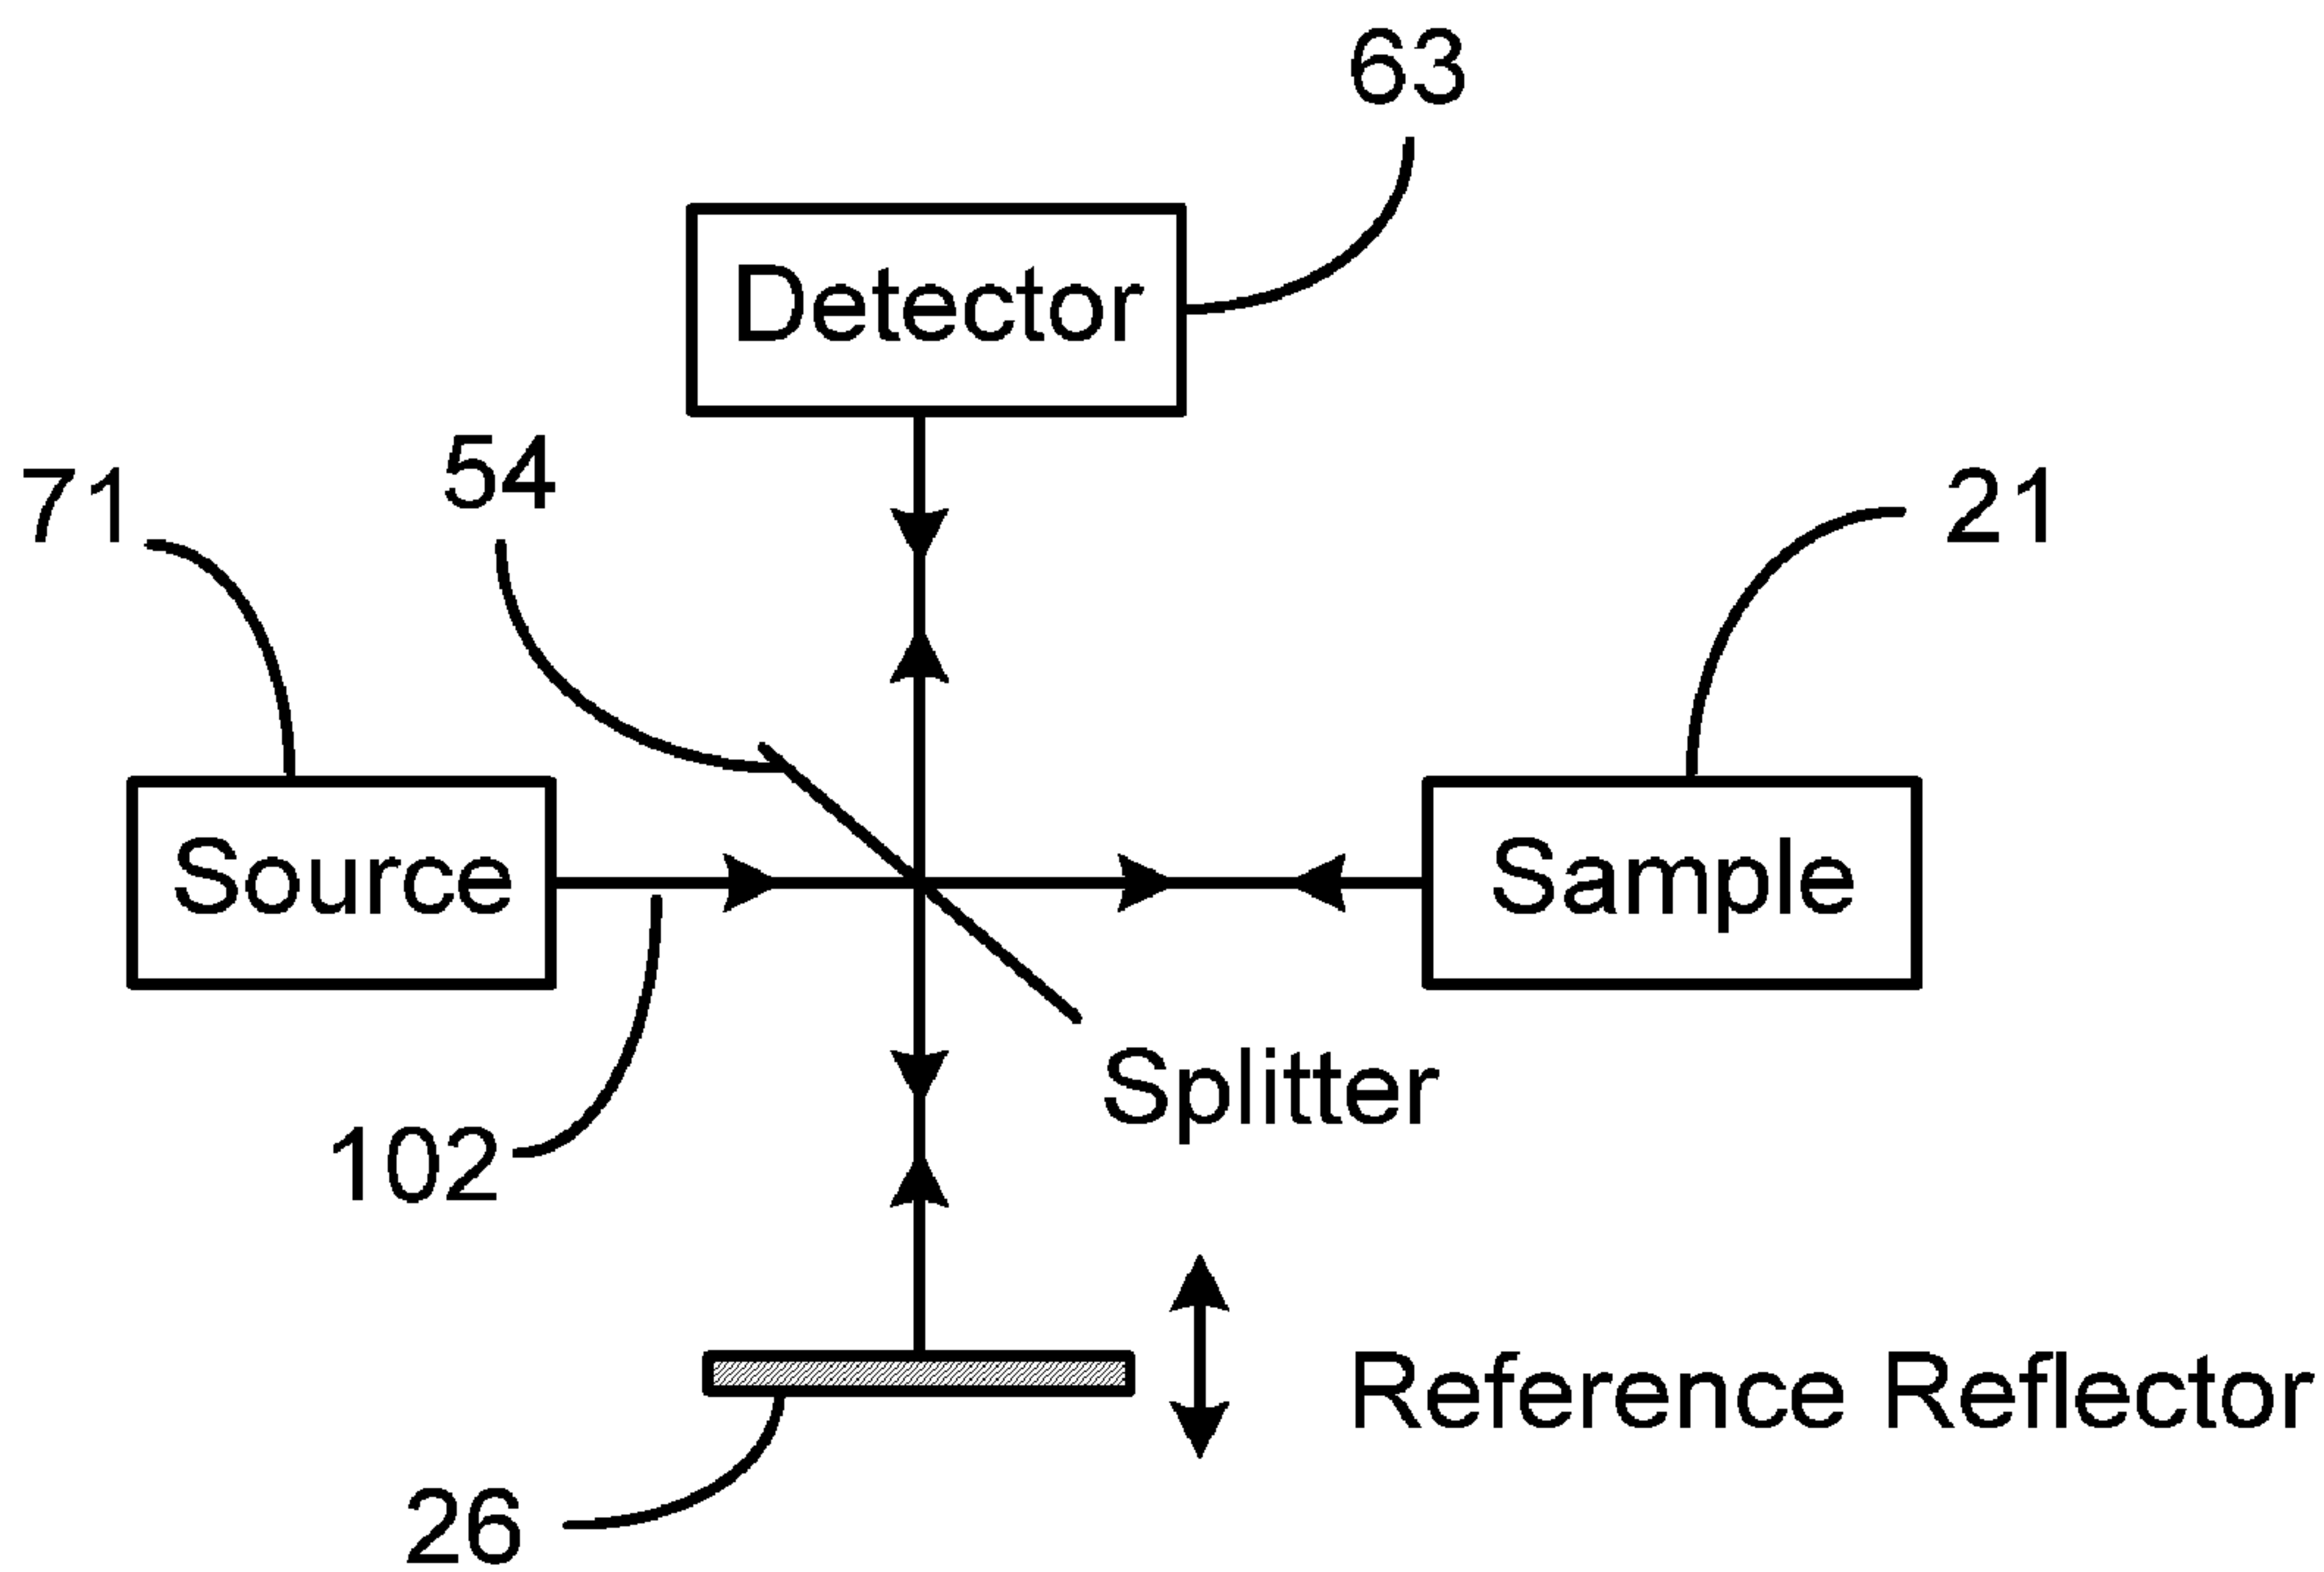 63
Detector
54
71
21
Source
Sample
Splitter
102
Reference Reflector
26